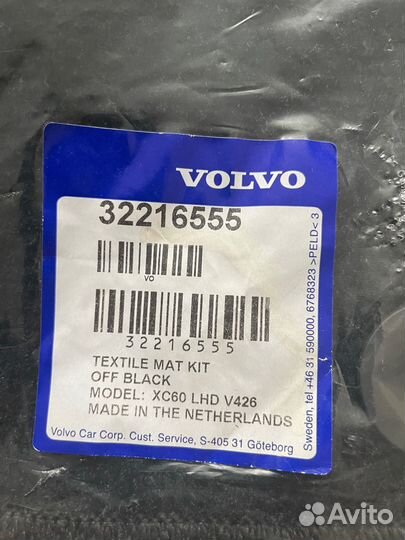 VOLVO
32216555
VO
32216555
TEXTILE MAT KIT
OFF BLACK
MODEL: XC60 LHD V426
MADE IN THE NETHERLANDS
Volvo Car Corp. Cust. Service, S-405 31 Göteborg
Sweden, tel +46 31 590000, 6768323 >PELD< 3
Avito